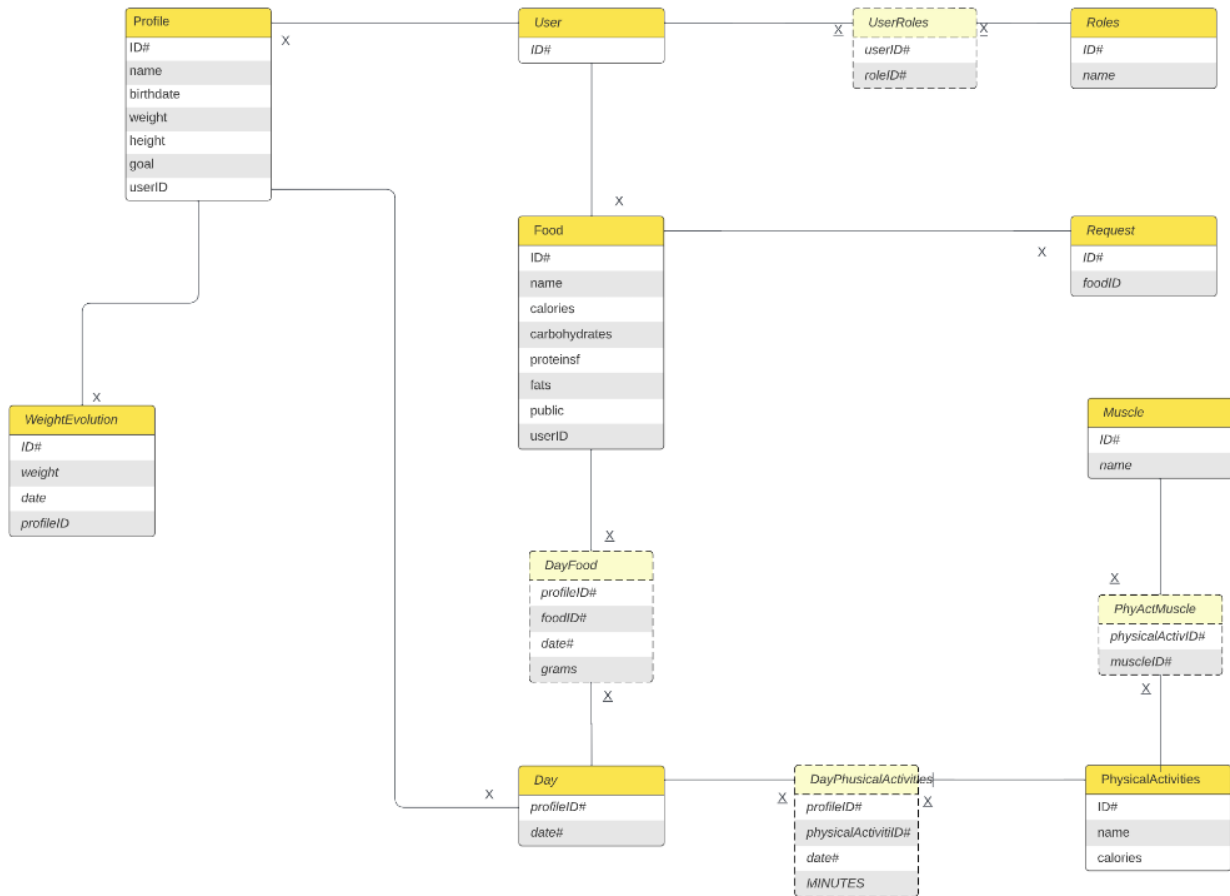 Profile
ID#
name
birthdate
weight
height
goal
userID
X
User
ID#
X
UserRoles
userID#
roleID#
X
Roles
ID#
name
X
Food
ID#
name
calories
carbohydrates
proteinsf
fats
public
userID
X
Request
ID#
foodID
X
WeightEvolution
ID#
weight
date
profileID
Muscle
ID#
name
X
DayFood
profileID#
foodID#
date#
grams
X
X
PhyActMuscle
physicalActivID#
muscleID#
X
X
Day
profileID#
date#
X
DayPhusicalActivities
profileID#
physicalActivitiID#
date#
MINUTES
X
PhysicalActivities
ID#
name
calories